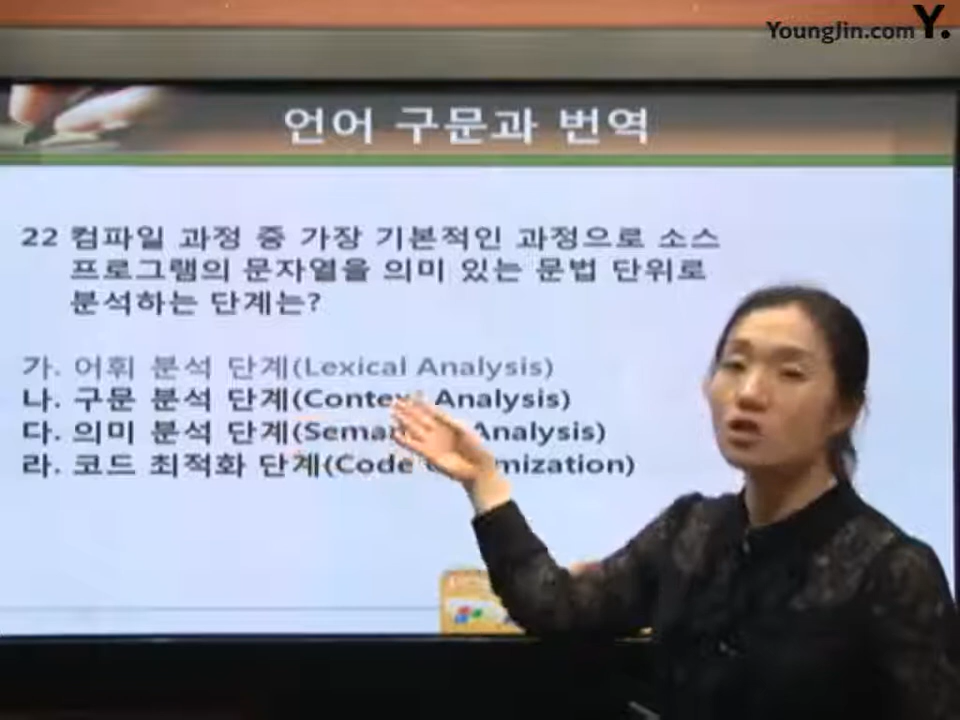 YoungJin.com Y.
언어 구문과 번역
22 컴파일 과정 중 가장 기본적인 과정으로 소스
프로그램의 문자열을 의미 있는 문법 단위로
분석하는 단계는?
가. 어휘 분석 단계(Lexical Analysis)
나. 구문 분석 단계(Context Analysis)
다. 의미 분석 단계( Analysis)
라. 코드 최적화 단계(Code